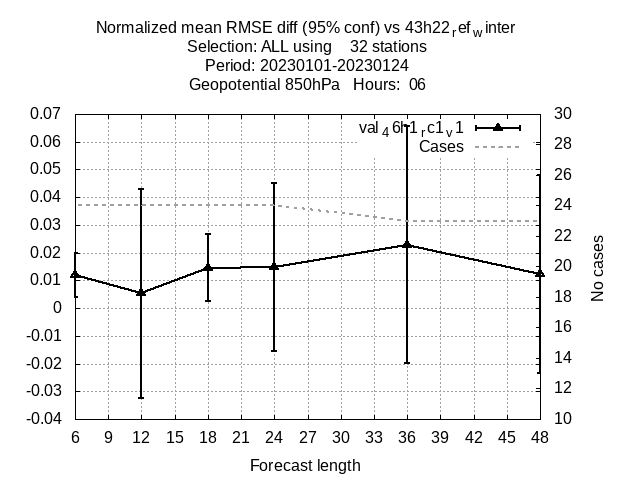 Normalized mean RMSE diff (95% conf) vs 43h22refwinter
Selection: ALL using 32 stations
Period: 20230101-20230124
Geopotential 850hPa Hours: 06
0.07
0.06
0.05
0.04
0.03
0.02
0.01
0
-0.01
-0.02
-0.03
-0.04
val46h1rc1v1
Cases
30
28
26
24
22
20
18
16
14
12
10
No cases
6 9 12 15 18 21 24 27 30 33 36 39 42 45 48
Forecast length